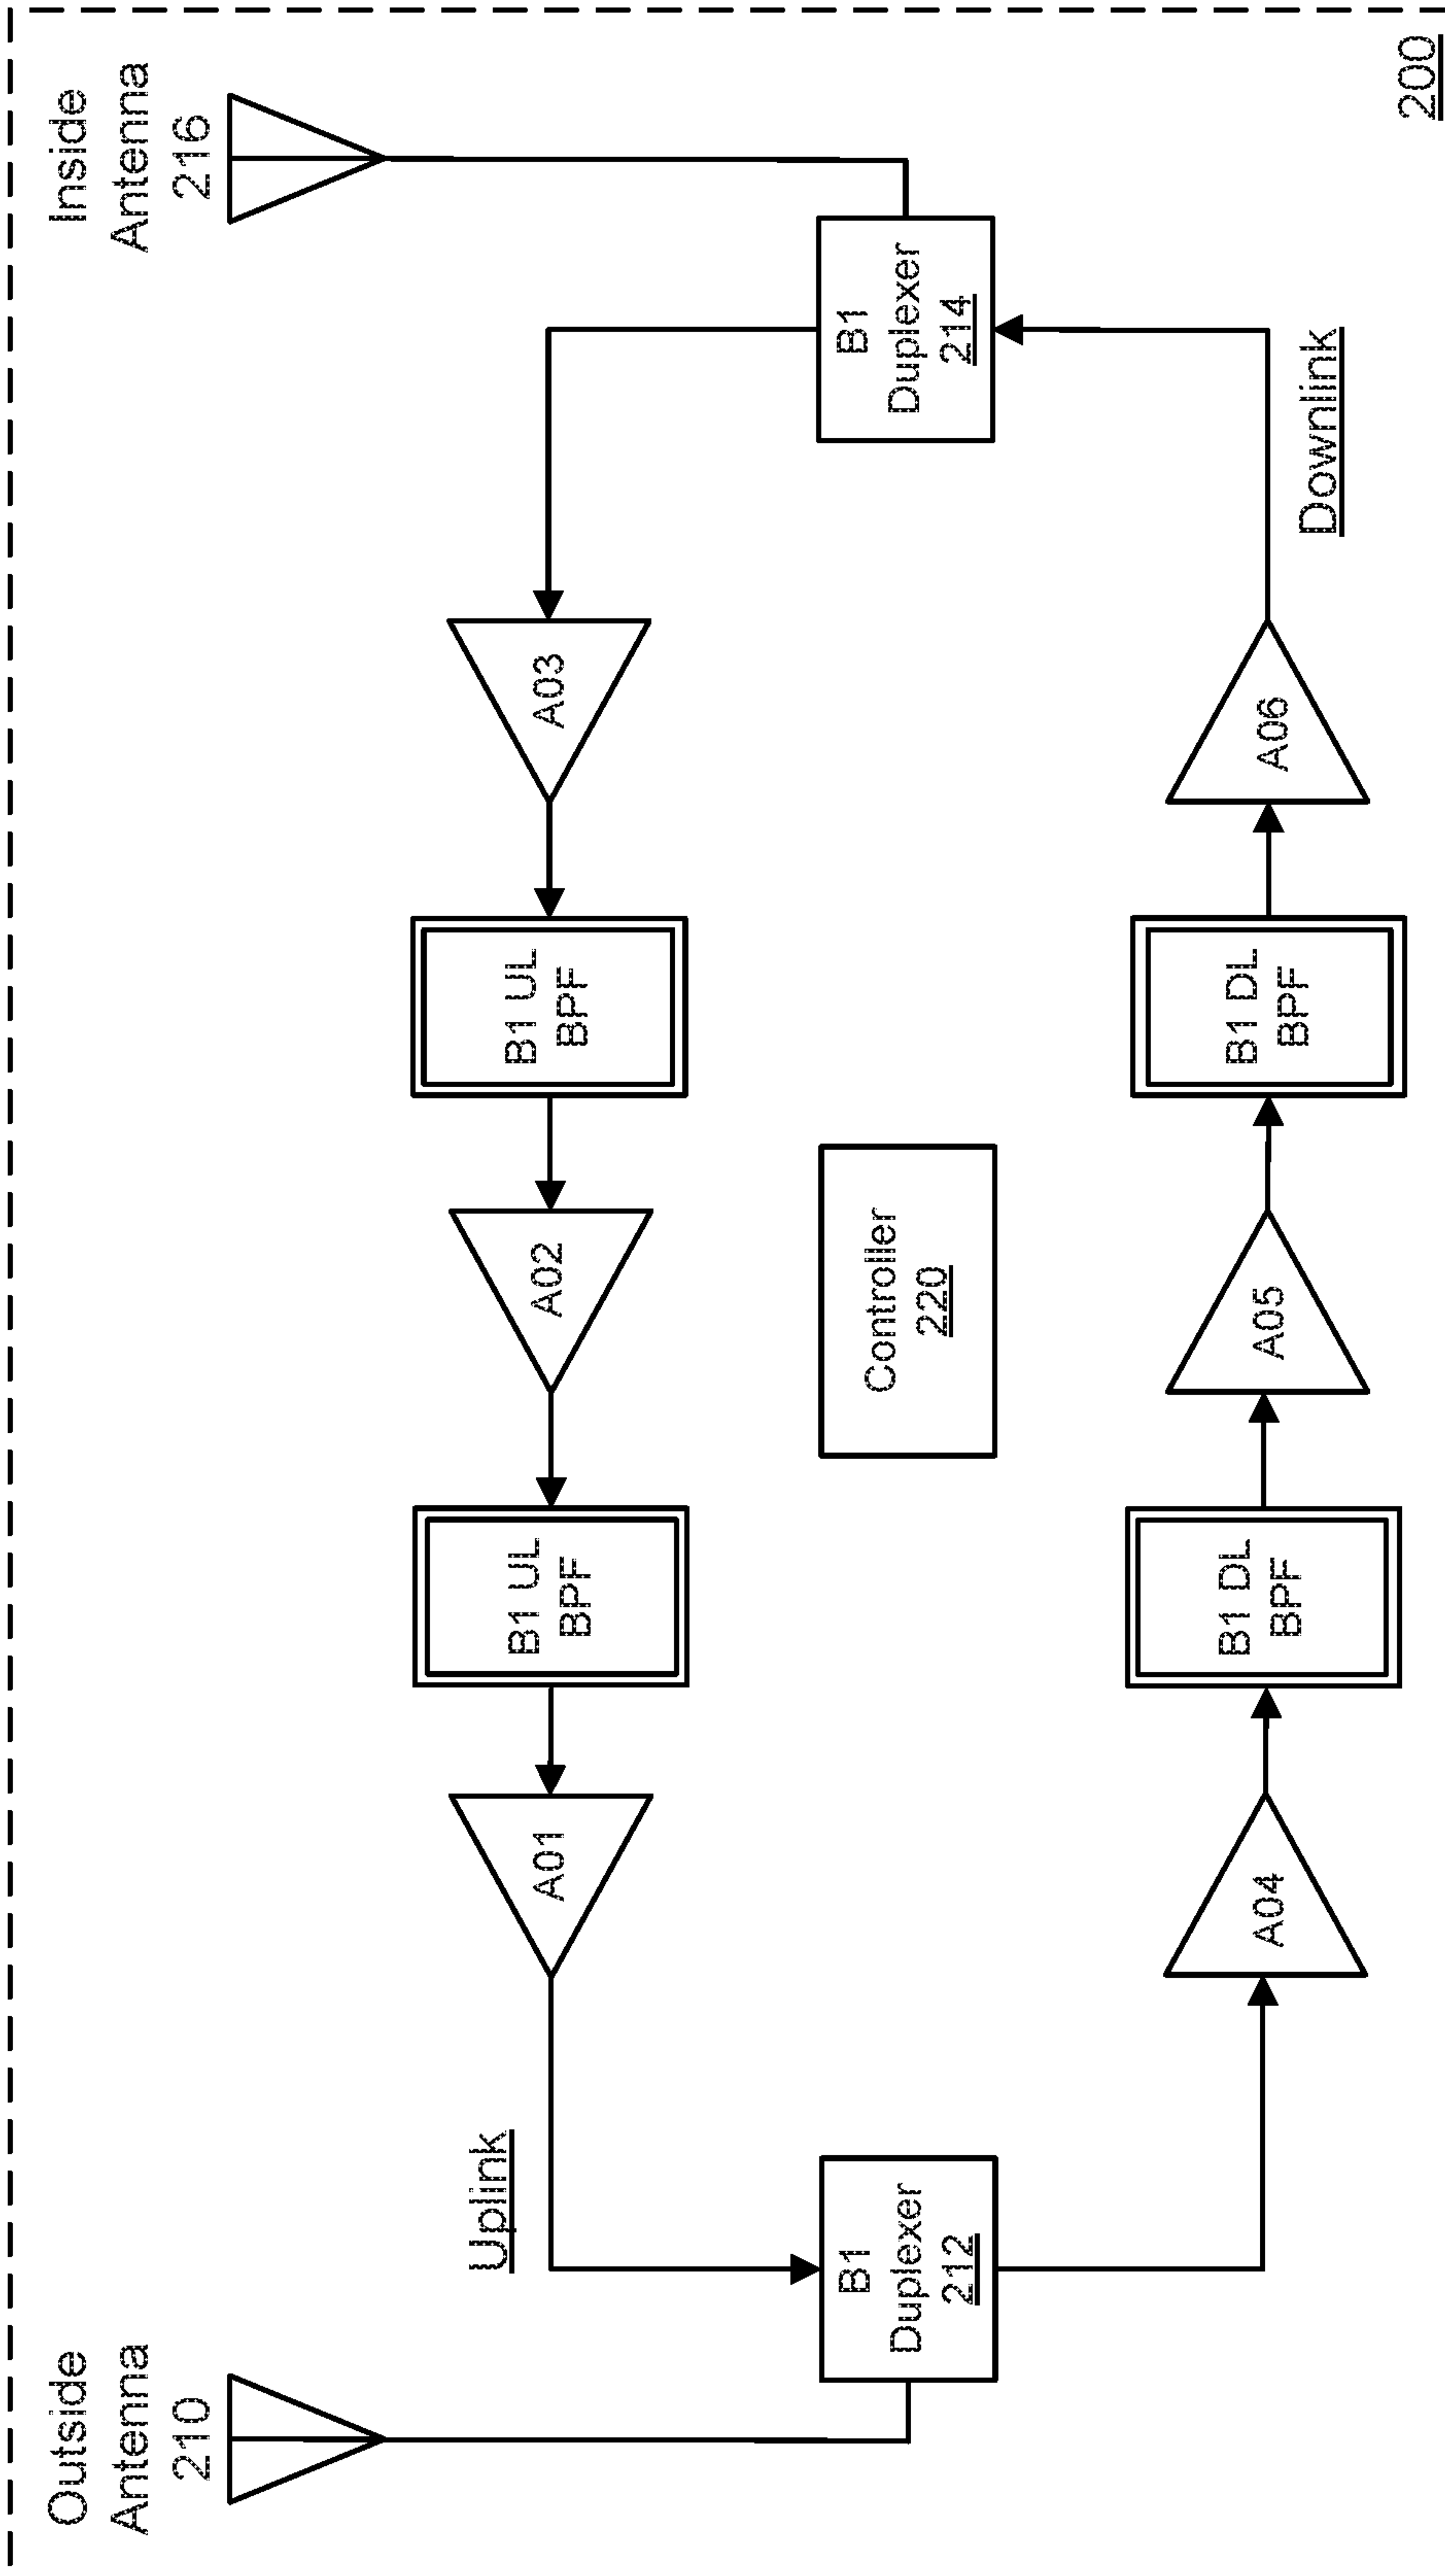 Outside
Antenna
210
Inside
Antenna
216
Uplink
A01
B1 UL
BPF
A02
B1 UL
BPF
A03
B1
Duplexer
212
Controller
220
B1
Duplexer
214
A04
B1 DL
BPF
A05
B1 DL
BPF
A06
Downlink
200